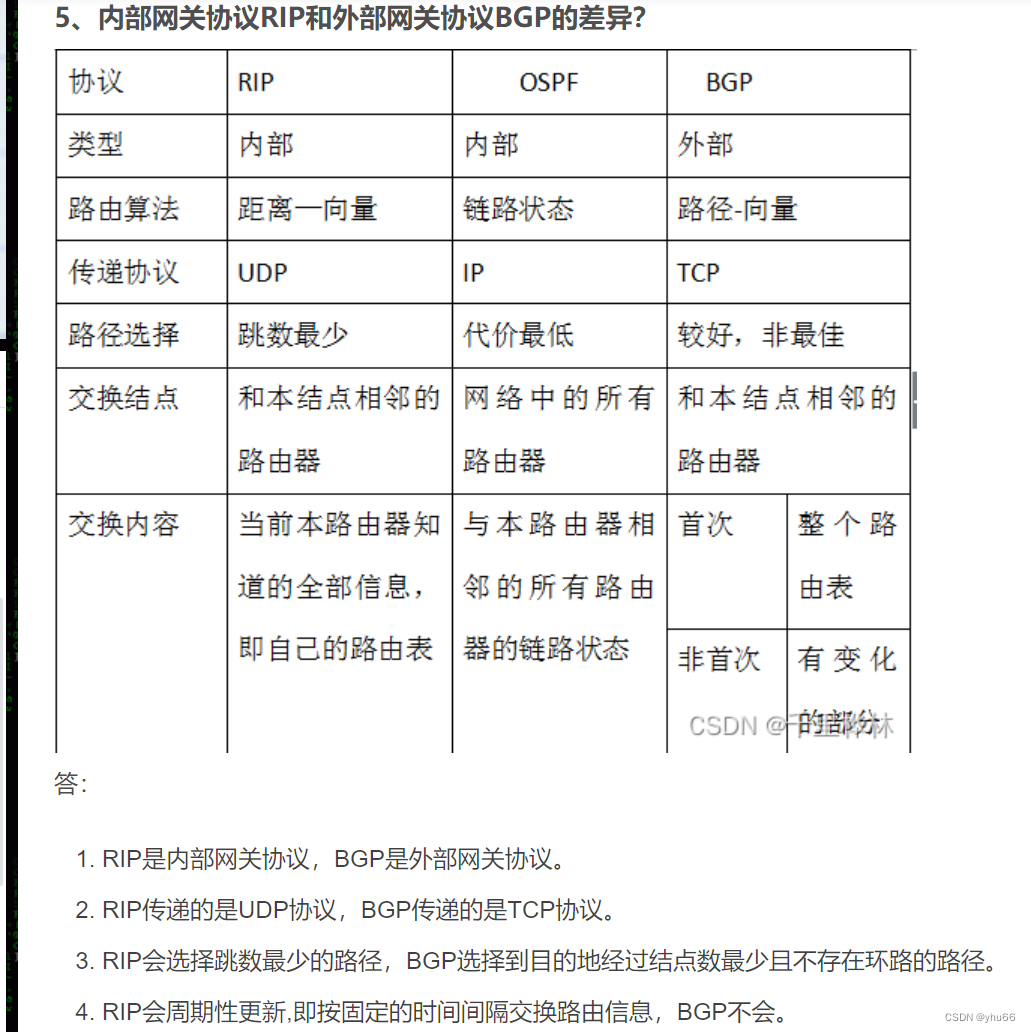 5、内部网关协议RIP和外部网关协议BGP的差异?
协议 RIP OSPF BGP
类型 内部 内部 外部
路由算法 距离—向量 链路状态 路径-向量
传递协议 UDP IP TCP
路径选择 跳数最少 代价最低 较好，非最佳
交换结点 和本结点相邻的 网络中的所有 和本结点相邻的
路由器 路由器 路由器
交换内容 当前本路由器知 与本路由器相 首次 整个路
道的全部信息， 邻的所有路由 由表
即自己的路由表 器的链路状态 非首次 有变化
的部分
CSDN @千里
答：
1. RIP是内部网关协议，BGP是外部网关协议。
2. RIP传递的是UDP协议，BGP传递的是TCP协议。
3. RIP会选择跳数最少的路径，BGP选择到目的地经过结点数最少且不存在环路的路径。
4. RIP会周期性更新,即按固定的时间间隔交换路由信息，BGP不会。
CSDN @yhu66